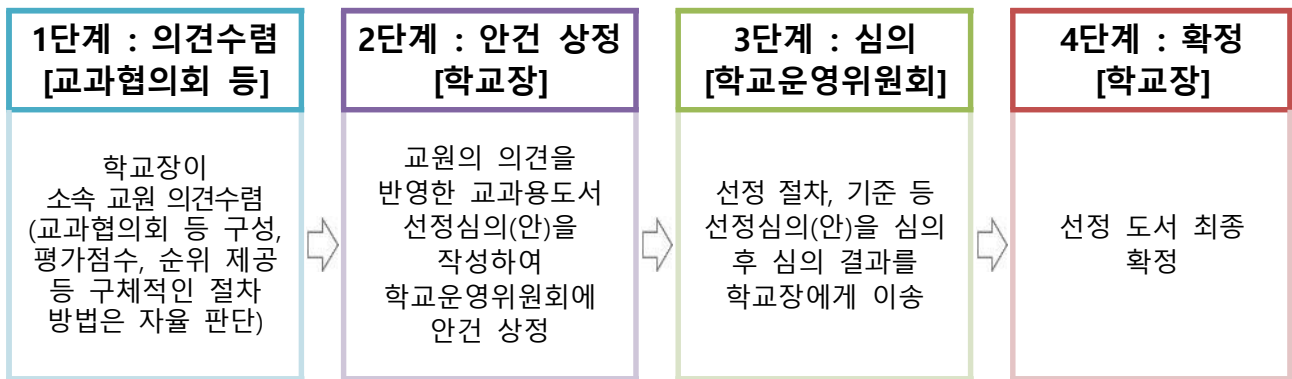 1단계 : 의견수렴
[교과협의회 등]
학교장이
소속 교원 의견수렴
(교과협의회 등 구성,
평가점수, 순위 제공
등 구체적인 절차
방법은 자율 판단)
2단계 : 안건 상정
[학교장]
교원의 의견을
반영한 교과용도서
선정심의(안)을
작성하여
학교운영위원회에
안건 상정
3단계 : 심의
[학교운영위원회]
선정 절차, 기준 등
선정심의(안)을 심의
후 심의 결과를
학교장에게 이송
4단계 : 확정
[학교장]
선정 도서 최종
확정